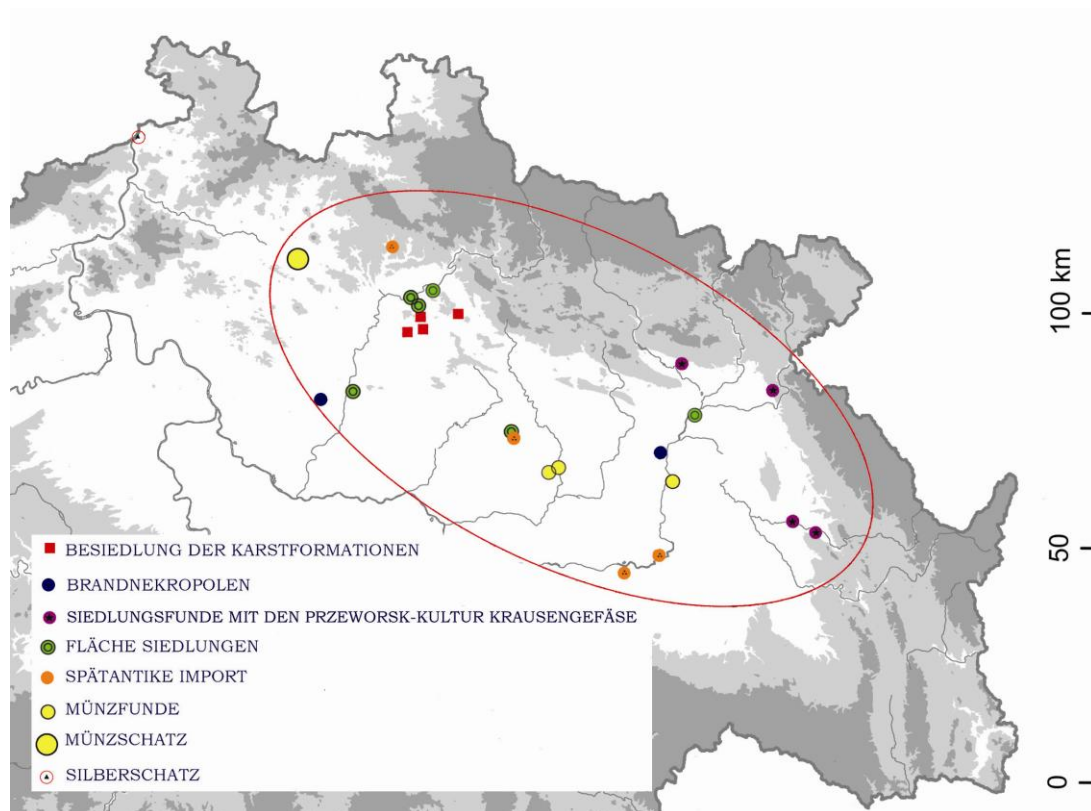 100 km
50
0
BESIEDLUNG DER KARSTFORMATIONEN
BRANDNEKROPOLEN
SIEDLUNGSFUNDE MIT DEN PRZEWORSK-KULTUR KRAUSENGEFÄSE
FLÄCHE SIEDLUNGEN
SPÄTANTIKE IMPORT
MÜNZFUNDE
MÜNZSCHATZ
SILBERSCHATZ